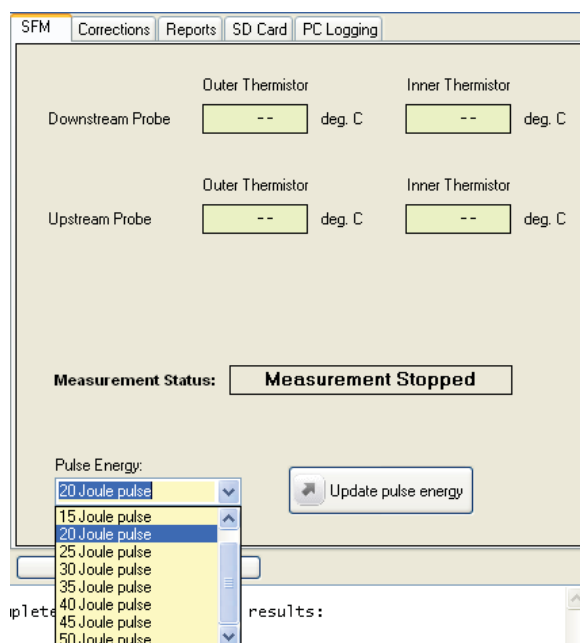 SFM Corrections Reports SD Card PC Logging
Outer Thermistor Inner Thermistor
Downstream Probe -- deg. C -- deg. C
Outer Thermistor Inner Thermistor
Upstream Probe -- deg. C -- deg. C
Measurement Status: Measurement Stopped
Pulse Energy:
20 Joule pulse Update pulse energy
15 Joule pulse
20 Joule pulse
25 Joule pulse
30 Joule pulse
35 Joule pulse
40 Joule pulse
45 Joule pulse
50 Joule pulse
results: